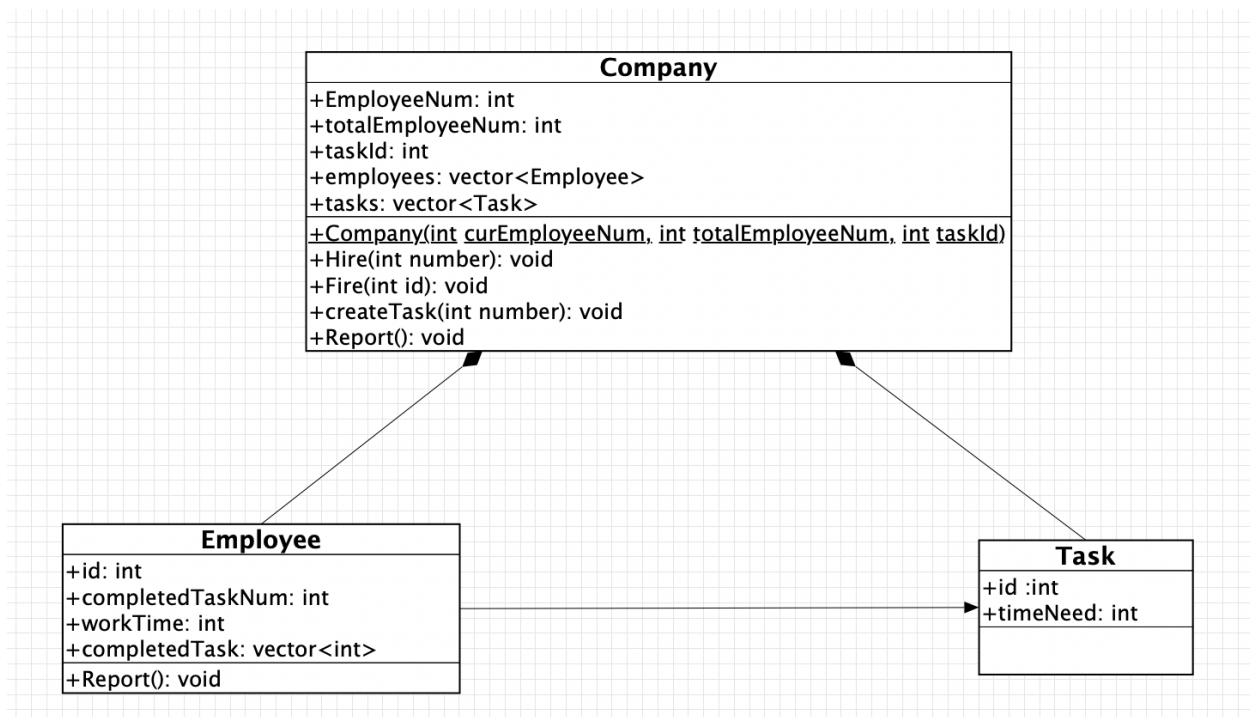 Company
+EmployeeNum: int
+totalEmployeeNum: int
+taskId: int
+employees: vector<Employee>
+tasks: vector<Task>
+Company(int curEmployeeNum, int totalEmployeeNum, int taskId)
+Hire(int number): void
+Fire(int id): void
+createTask(int number): void
+Report(): void
Employee
+id: int
+completedTaskNum: int
+workTime: int
+completedTask: vector<int>
+Report(): void
Task
+id :int
+timeNeed: int